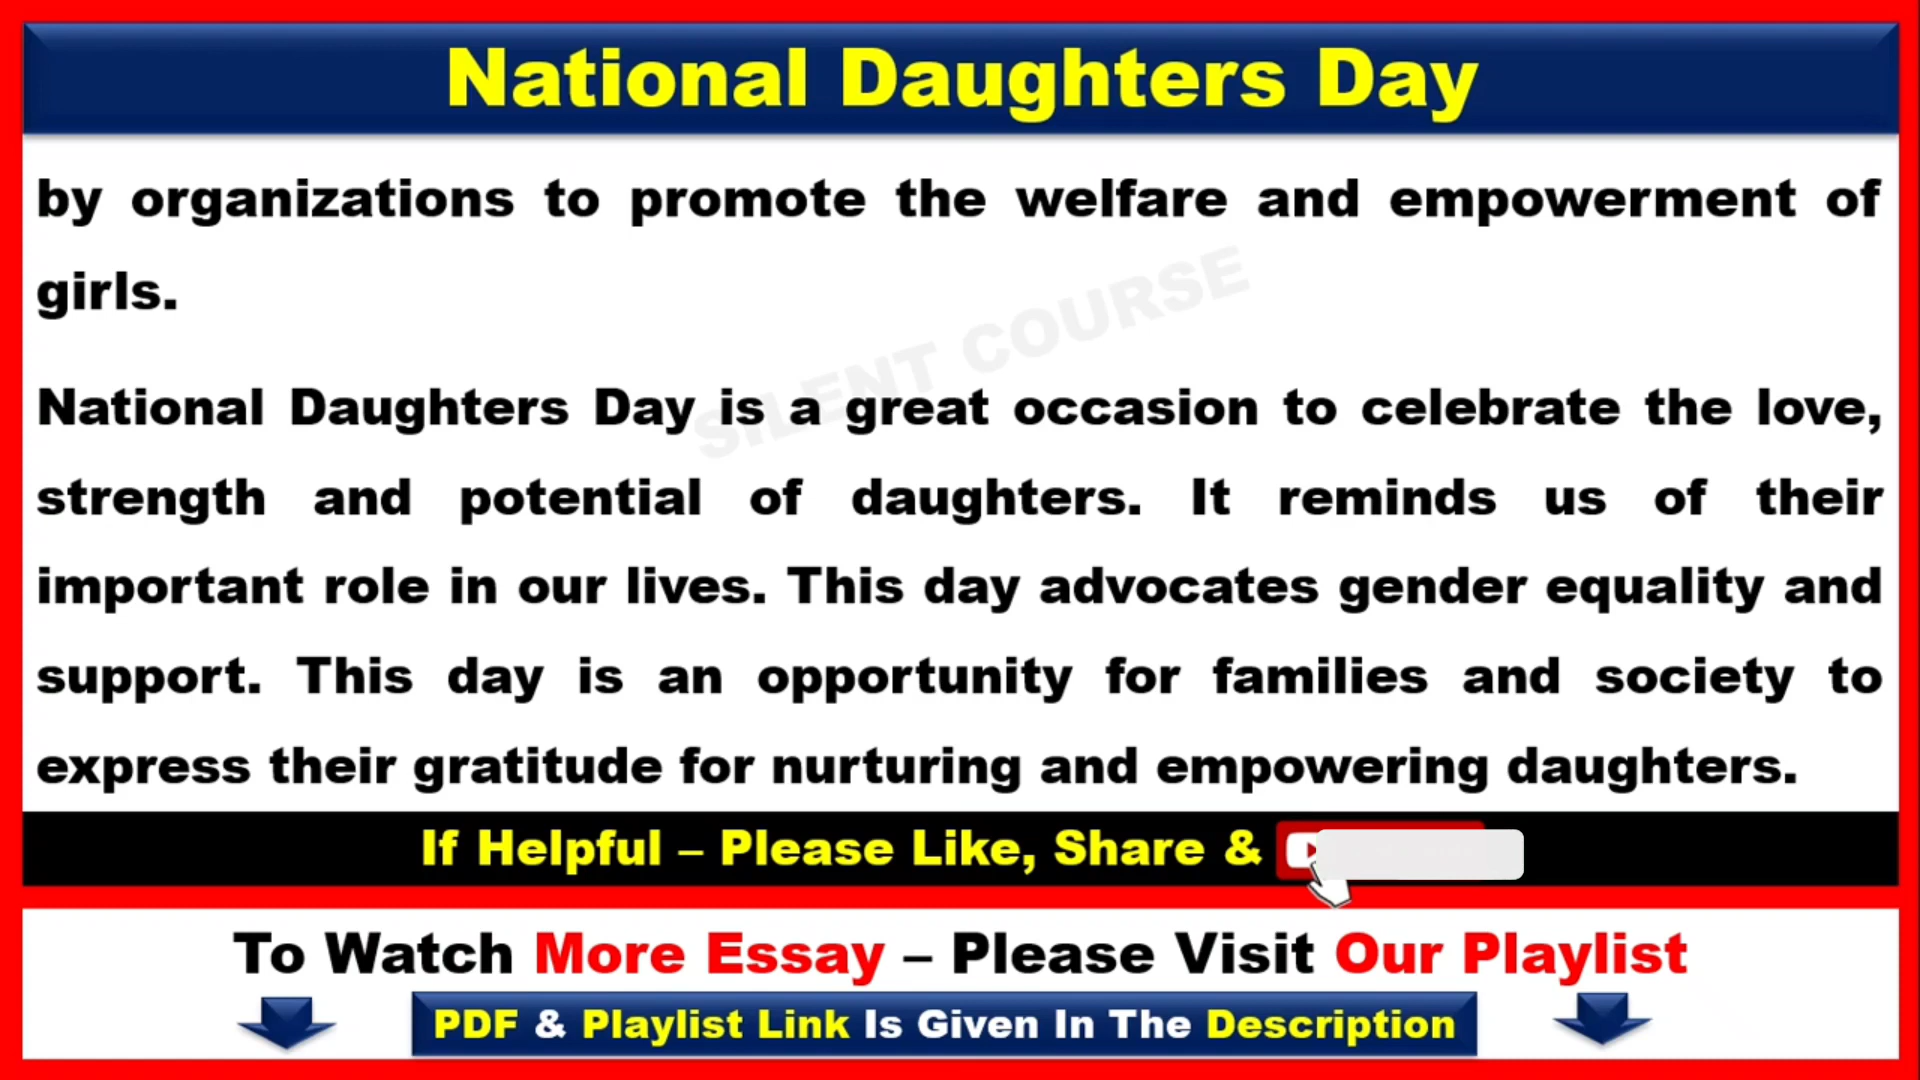 National Daughters Day
by organizations to promote the welfare and empowerment of
girls.
SILENT COURSE
National Daughters Day is a great occasion to celebrate the love,
strength and potential of daughters. It reminds us of their
important role in our lives. This day advocates gender equality and
support. This day is an opportunity for families and society to
express their gratitude for nurturing and empowering daughters.
If Helpful – Please Like, Share &
To Watch More Essay – Please Visit Our Playlist
PDF & Playlist Link Is Given In The Description